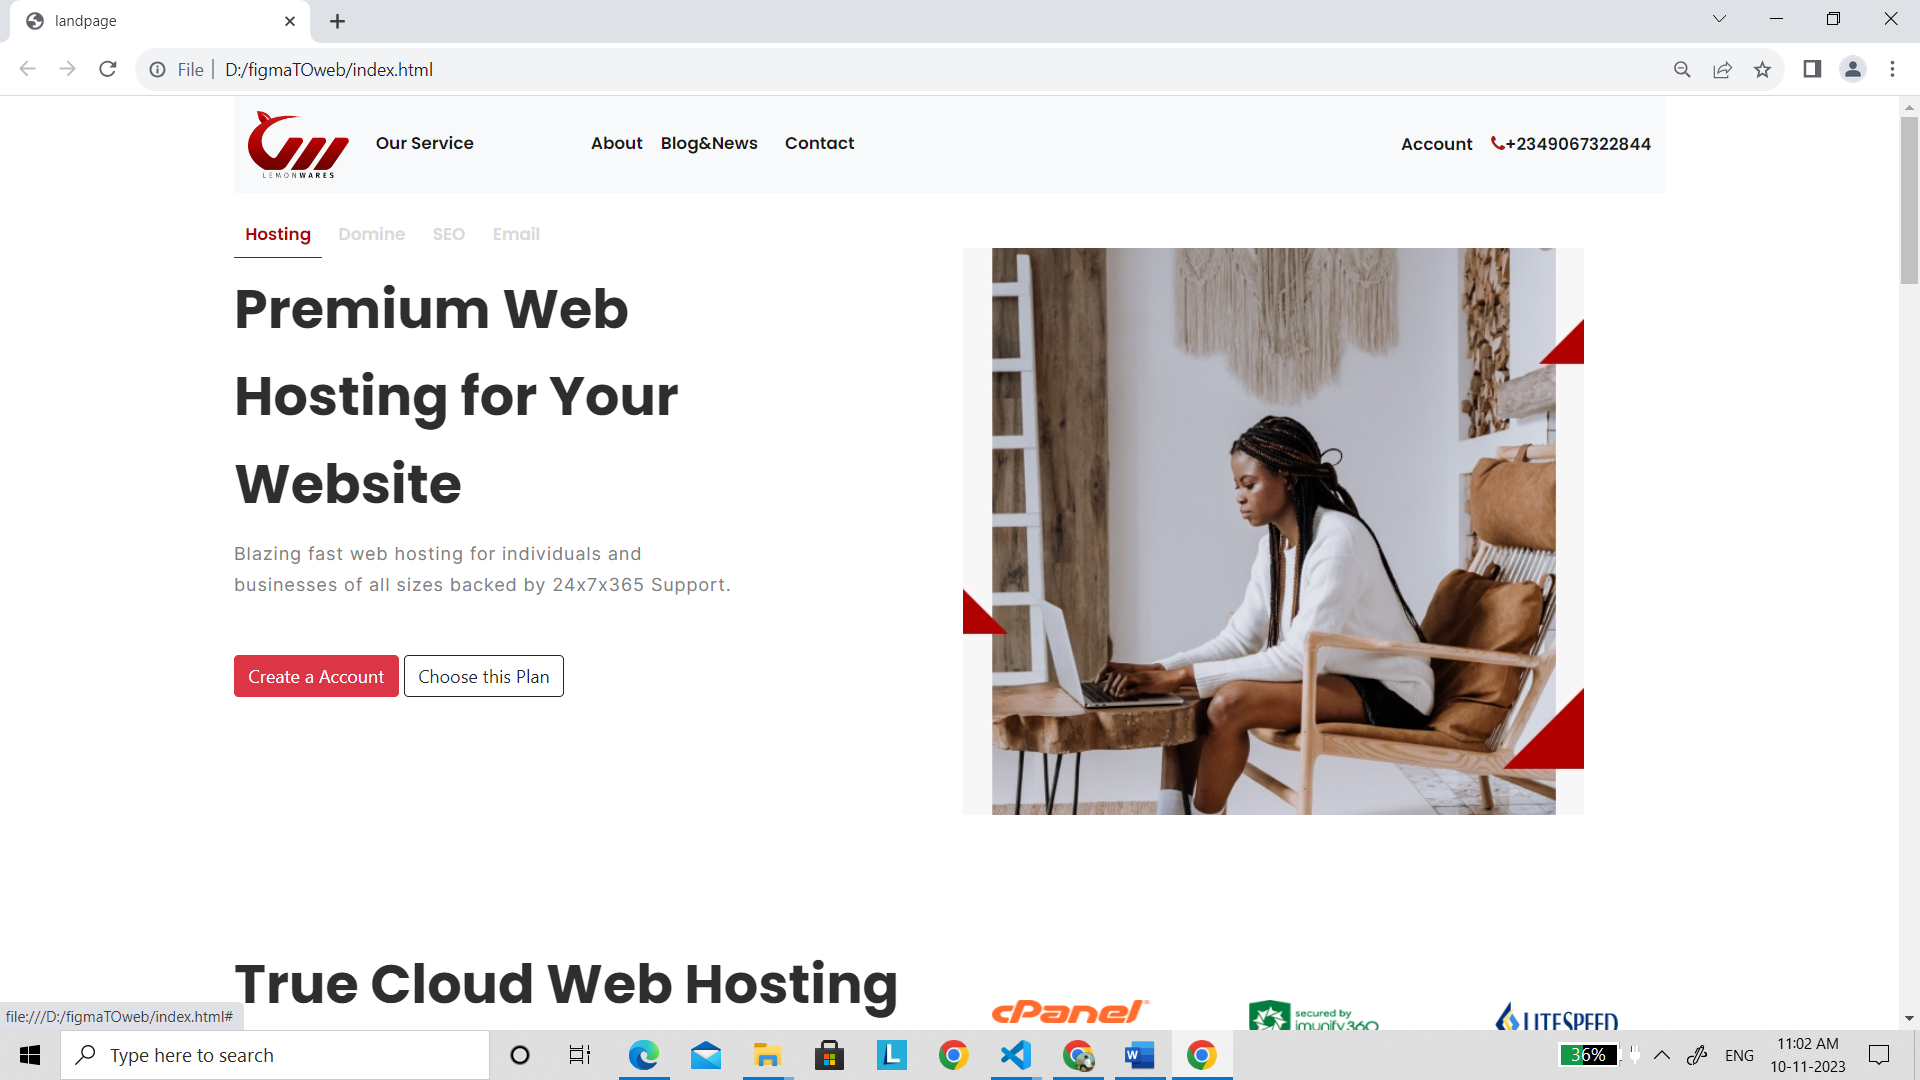 landpage
File
D:/figmaTOweb/index.html
LEMONWARES
Our Service
About
Blog&News
Contact
Account
+2349067322844
Hosting
Domine
SEO
Email
Premium Web
Hosting for Your
Website
Blazing fast web hosting for individuals and
businesses of all sizes backed by 24x7x365 Support.
Create a Account
Choose this Plan
True Cloud Web Hosting
cPanel
secured by
imunify360
LITESPEED
file:///D:/figmaTOweb/index.html#
Type here to search
L
W
36%
ENG
11:02 AM
10-11-2023